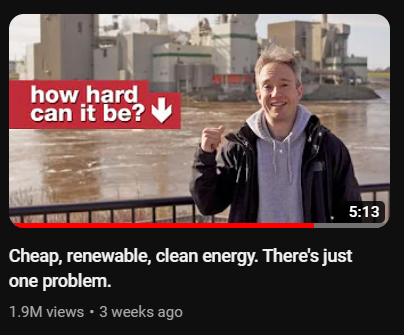 how hard
can it be?
5:13
Cheap, renewable, clean energy. There's just
one problem.
1.9M views • 3 weeks ago